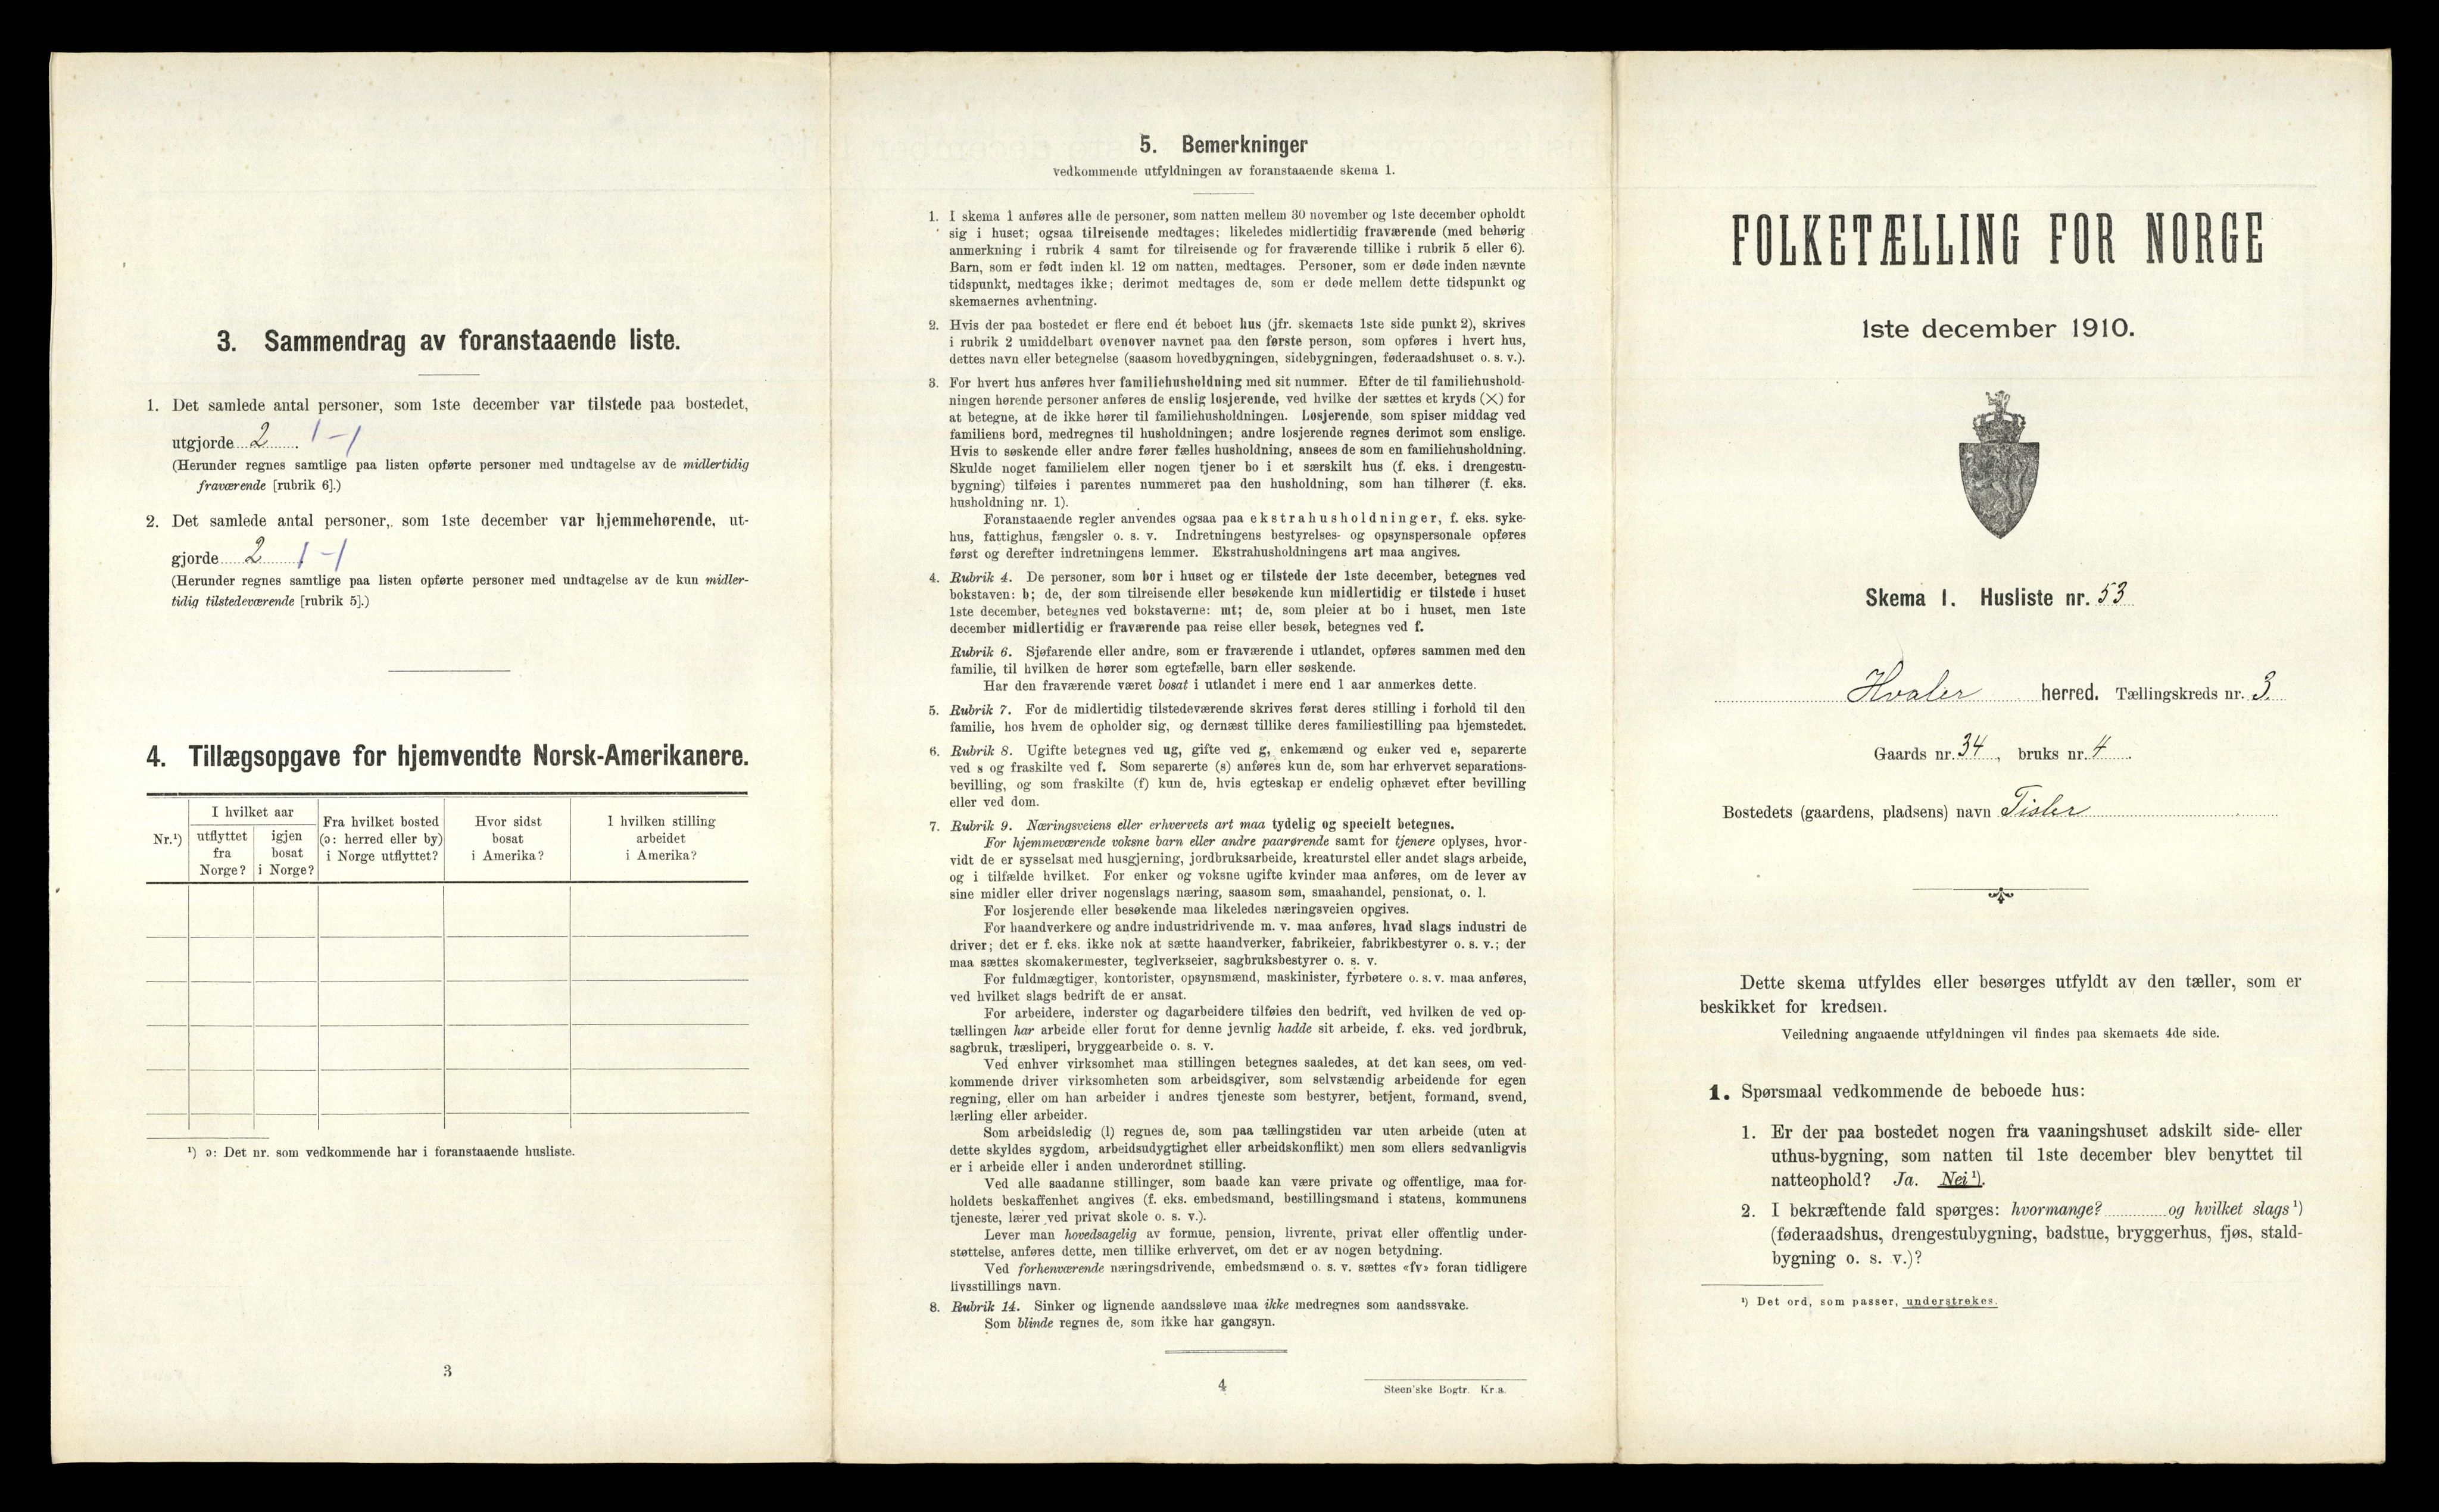 3. Sammendrag av foranstaaende liste.
1. Det samlede antal personer, som 1ste december var tilstede paa bostedet,
utgjorde 2 . 1-1
(Herunder regnes samtlige paa listen opførte personer med undtagelse av de midlertidig
fraværende [rubrik 6].)
2. Det samlede antal personer, som 1ste december var hjemmehørende, ut-
gjorde 2 1-1
(Herunder regnes samtlige paa listen opførte personer med undtagelse av de kun midler-
tidig tilstedeværende [rubrik 5].)
4. Tillægsopgave for hjemvendte Norsk-Amerikanere.
Nr.¹)
I hvilket aar
utflyttet
fra
Norge?
igjen
bosat
i Norge?
Fra hvilket bosted
(ɔ: herred eller by)
i Norge utflyttet?
Hvor sidst
bosat
i Amerika?
I hvilken stilling
arbeidet
i Amerika?
¹) ɔ: Det nr. som vedkommende har i foranstaaende husliste.
3
5. Bemerkninger
vedkommende utfyldningen av foranstaaende skema 1.
1. I skema 1 anføres alle de personer, som natten mellem 30 november og 1ste december opholdt
sig i huset; ogsaa tilreisende medtages; likeledes midlertidig fraværende (med behørig
anmerkning i rubrik 4 samt for tilreisende og for fraværende tillike i rubrik 5 eller 6).
Barn, som er født inden kl. 12 om natten, medtages. Personer, som er døde inden nævnte
tidspunkt, medtages ikke; derimot medtages de, som er døde mellem dette tidspunkt og
skemaernes avhentning.
2. Hvis der paa bostedet er flere end ét beboet hus (jfr. skemaets 1ste side punkt 2), skrives
i rubrik 2 umiddelbart ovenover navnet paa den første person, som opføres i hvert hus,
dettes navn eller betegnelse (saasom hovedbygningen, sidebygningen, føderaadshuset o. s. v.).
3. For hvert hus anføres hver familiehusholdning med sit nummer. Efter de til familiehushold-
ningen hørende personer anføres de enslig losjerende, ved hvilke der sættes et kryds (×) for
at betegne, at de ikke hører til familiehusholdningen. Losjerende, som spiser middag ved
familiens bord, medregnes til husholdningen; andre losjerende regnes derimot som enslige.
Hvis to søskende eller andre fører fælles husholdning, ansees de som en familiehusholdning.
Skulde noget familielem eller nogen tjener bo i et særskilt hus (f. eks. i drengestu-
bygning) tilføies i parentes nummeret paa den husholdning, som han tilhører (f. eks.
husholdning nr. 1).
Foranstaaende regler anvendes ogsaa paa ekstrahusholdninger, f. eks. syke-
hus, fattighus, fængsler o. s. v. Indretningens bestyrelses- og opsynspersonale opføres
først og derefter indretningens lemmer. Ekstrahusholdningens art maa angives.
4. Rubrik 4. De personer, som bor i huset og er tilstede der 1ste december, betegnes ved
bokstaven: b; de, der som tilreisende eller besøkende kun midlertidig er tilstede i huset
1ste december, betegnes ved bokstaverne: mt; de, som pleier at bo i huset, men 1ste
december midlertidig er fraværende paa reise eller besøk, betegnes ved f.
Rubrik 6. Sjøfarende eller andre, som er fraværende i utlandet, opføres sammen med den
familie, til hvilken de hører som egtefælle, barn eller søskende.
Har den fraværende været bosat i utlandet i mere end 1 aar anmerkes dette.
5. Rubrik 7. For de midlertidig tilstedeværende skrives først deres stilling i forhold til den
familie, hos hvem de opholder sig, og dernæst tillike deres familiestilling paa hjemstedet.
6. Rubrik 8. Ugifte betegnes ved ug, gifte ved g, enkemænd og enker ved e, separerte
ved s og fraskilte ved f. Som separerte (s) anføres kun de, som har erhvervet separations-
bevilling, og som fraskilte (f) kun de, hvis egteskap er endelig ophævet efter bevilling
eller ved dom.
7. Rubrik 9. Næringsveiens eller erhvervets art maa tydelig og specielt betegnes.
For hjemmeværende voksne barn eller andre paarørende samt for tjenere oplyses, hvor-
vidt de er sysselsat med husgjerning, jordbruksarbeide, kreaturstel eller andet slags arbeide,
og i tilfælde hvilket. For enker og voksne ugifte kvinder maa anføres, om de lever av
sine midler eller driver nogenslags næring, saasom søm, smaahandel, pensionat, o. l.
For losjerende eller besøkende maa likeledes næringsveien opgives.
For haandverkere og andre industridrivende m. v. maa anføres, hvad slags industri de
driver; det er f. eks. ikke nok at sætte haandverker, fabrikeier, fabrikbestyrer o. s. v.; der
maa sættes skomakermester, teglverkseier, sagbruksbestyrer o. s. v.
For fuldmægtiger, kontorister, opsynsmænd, maskinister, fyrbøtere o. s. v. maa anføres,
ved hvilket slags bedrift de er ansat.
For arbeidere, inderster og dagarbeidere tilføies den bedrift, ved hvilken de ved op-
tællingen har arbeide eller forut for denne jevnlig hadde sit arbeide, f. eks. ved jordbruk,
sagbruk, træsliperi, bryggearbeide o. s. v.
Ved enhver virksomhet maa stillingen betegnes saaledes, at det kan sees, om ved-
kommende driver virksomheten som arbeidsgiver, som selvstændig arbeidende for egen
regning, eller om han arbeider i andres tjeneste som bestyrer, betjent, formand, svend,
lærling eller arbeider.
Som arbeidsledig (l) regnes de, som paa tællingstiden var uten arbeide (uten at
dette skyldes sygdom, arbeidsudygtighet eller arbeidskonflikt) men som ellers sedvanligvis
er i arbeide eller i anden underordnet stilling.
Ved alle saadanne stillinger, som baade kan være private og offentlige, maa for-
holdets beskaffenhet angives (f. eks. embedsmand, bestillingsmand i statens, kommunens
tjeneste, lærer ved privat skole o. s. v.).
Lever man hovedsagelig av formue, pension, livrente, privat eller offentlig under-
støttelse, anføres dette, men tillike erhvervet, om det er av nogen betydning.
Ved forhenværende næringsdrivende, embedsmænd o. s. v. sættes «fv» foran tidligere
livsstillings navn.
8. Rubrik 14. Sinker og lignende aandssløve maa ikke medregnes som aandssvake.
Som blinde regnes de, som ikke har gangsyn.
4
Steen'ske Bogtr. Kr.a.
FOLKETÆLLING FOR NORGE
1ste december 1910.
Skema 1. Husliste nr. 53
Hvaler herred. Tællingskreds nr. 3.
Gaards nr. 34, bruks nr. 4.
Bostedets (gaardens, pladsens) navn Tisler
Dette skema utfyldes eller besørges utfyldt av den tæller, som er
beskikket for kredsen.
Veiledning angaaende utfyldningen vil findes paa skemaets 4de side.
1. Spørsmaal vedkommende de beboede hus:
1. Er der paa bostedet nogen fra vaaningshuset adskilt side- eller
uthus-bygning, som natten til 1ste december blev benyttet til
natteophold? Ja. Nei ¹).
2. I bekræftende fald spørges: hvormange? og hvilket slags ¹)
(føderaadshus, drengestubygning, badstue, bryggerhus, fjøs, stald-
bygning o. s. v.)?
¹) Det ord, som passer, understrekes.